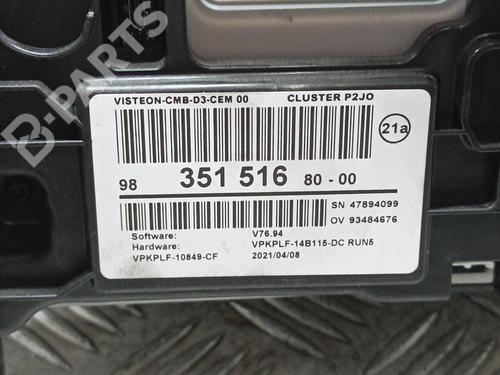 B-PARTS
VISTEON-CMB-D3-CEM 00 CLUSTER P2JO
21a
98 351 516 80 - 00
SN 47894099
OV 93484676
Software: V76.94
Hardware: VPKPLF-14B115-DC RUN5
VPKPLF-10849-CF 2021/04/08